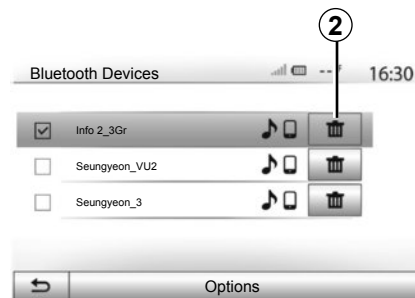 2
Bluetooth Devices -- ° 16:30
Info 2_3Gr
Seungyeon_VU2
Seungyeon_3
Options